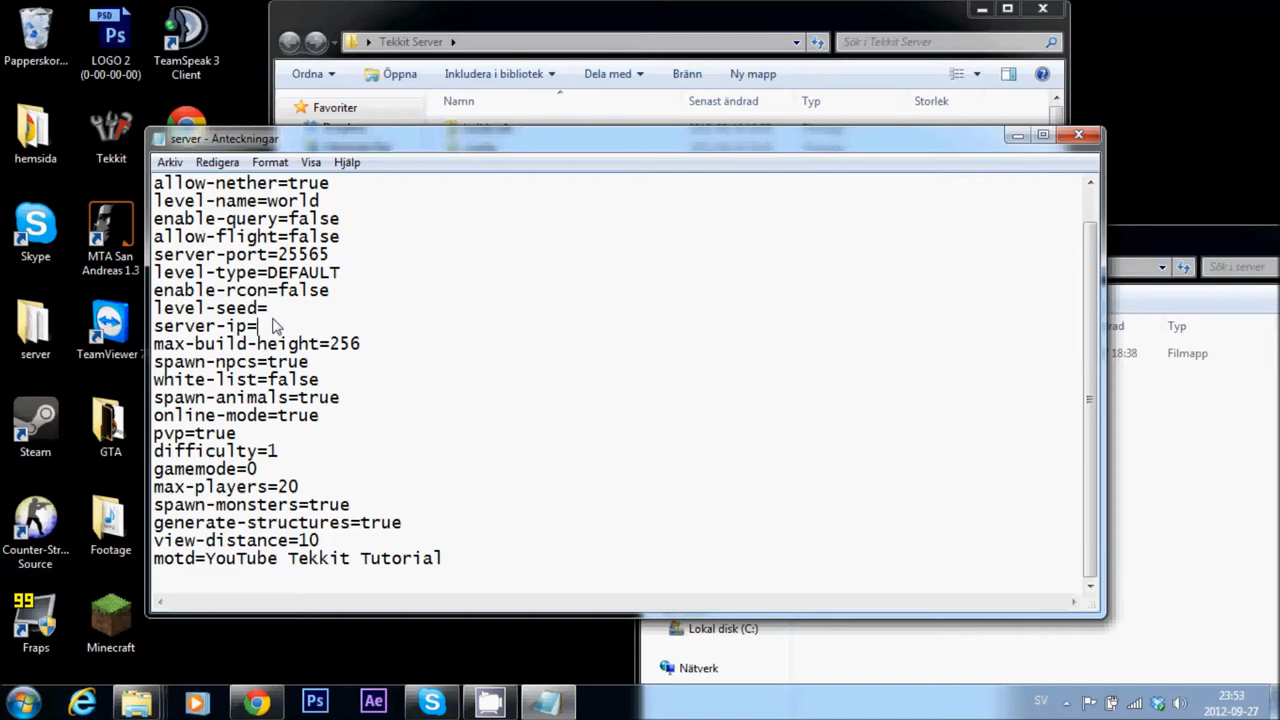 Papperskor...
LOGO 2
(0-00-00-00)
TeamSpeak 3
Client
hemsida
Tekkit
Skype
MTA San
Andreas 1.3
server
TeamViewer 7
Steam
GTA
Counter-Str...
Source
Footage
99
Fraps
Minecraft
PSD
Ps
Tekkit Server
Sök i Tekkit Server
Ordna
Öppna
Inkludera i bibliotek
Dela med
Bränn
Ny mapp
Favoriter
Namn
Senast ändrad
Typ
Storlek
server - Anteckningar
Arkiv Redigera Format Visa Hjälp
allow-nether=true
level-name=world
enable-query=false
allow-flight=false
server-port=25565
level-type=DEFAULT
enable-rcon=false
level-seed=
server-ip=
max-build-height=256
spawn-npcs=true
white-list=false
spawn-animals=true
online-mode=true
pvp=true
difficulty=1
gamemode=0
max-players=20
spawn-monsters=true
generate-structures=true
view-distance=10
motd=YouTube Tekkit Tutorial
Sök i server
rad
Typ
18:38
Filmapp
Lokal disk (C:)
Nätverk
Ps
Ae
SV
23:53
2012-09-27